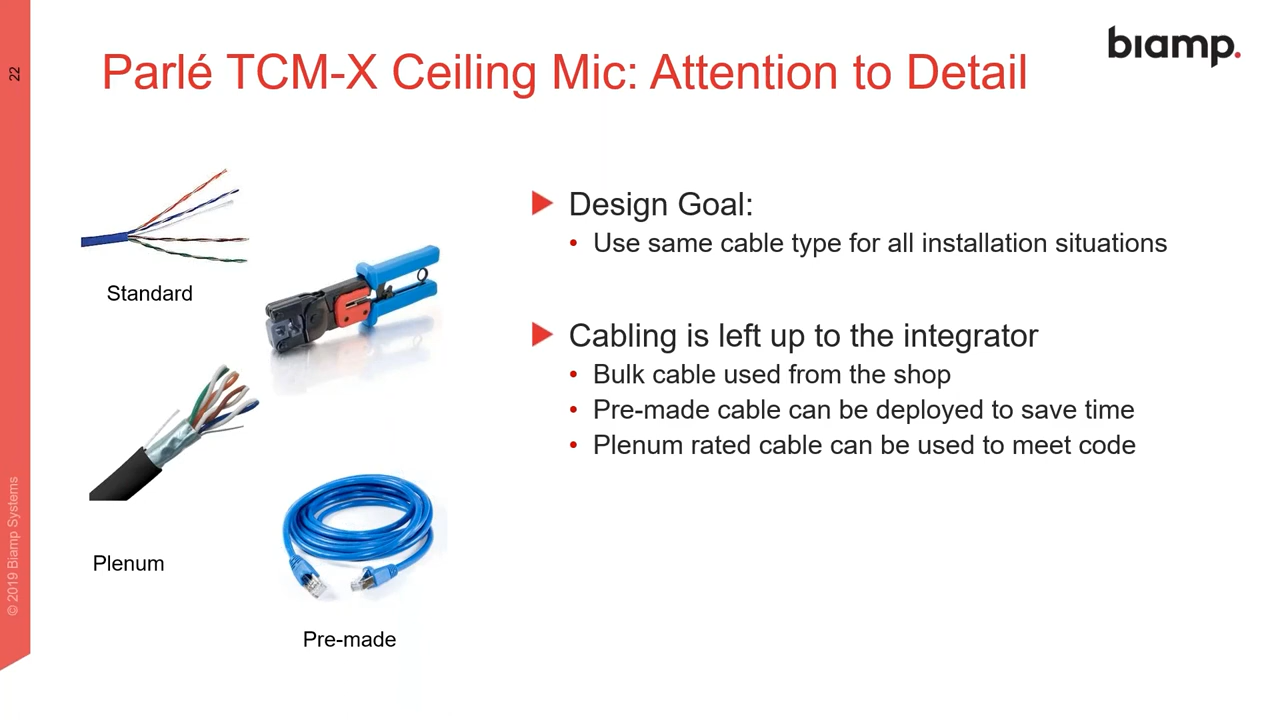 22
Parlé TCM-X Ceiling Mic: Attention to Detail
biamp.
Standard
Plenum
Pre-made
Design Goal:
• Use same cable type for all installation situations
Cabling is left up to the integrator
• Bulk cable used from the shop
• Pre-made cable can be deployed to save time
• Plenum rated cable can be used to meet code
© 2019 Biamp Systems